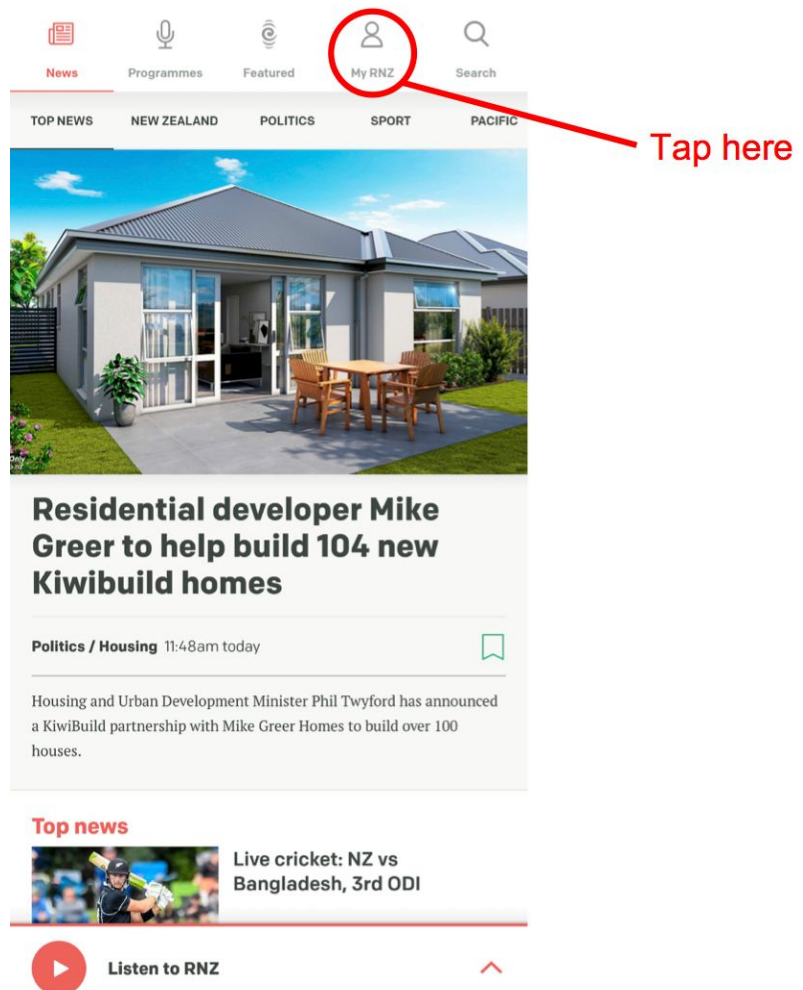 News
Programmes
Featured
My RNZ
Search
TOP NEWS
NEW ZEALAND
POLITICS
SPORT
PACIFIC
Tap here
Residential developer Mike
Greer to help build 104 new
Kiwibuild homes
Politics / Housing 11:48am today
Housing and Urban Development Minister Phil Twyford has announced
a KiwiBuild partnership with Mike Greer Homes to build over 100
houses.
Top news
Live cricket: NZ vs
Bangladesh, 3rd ODI
Listen to RNZ